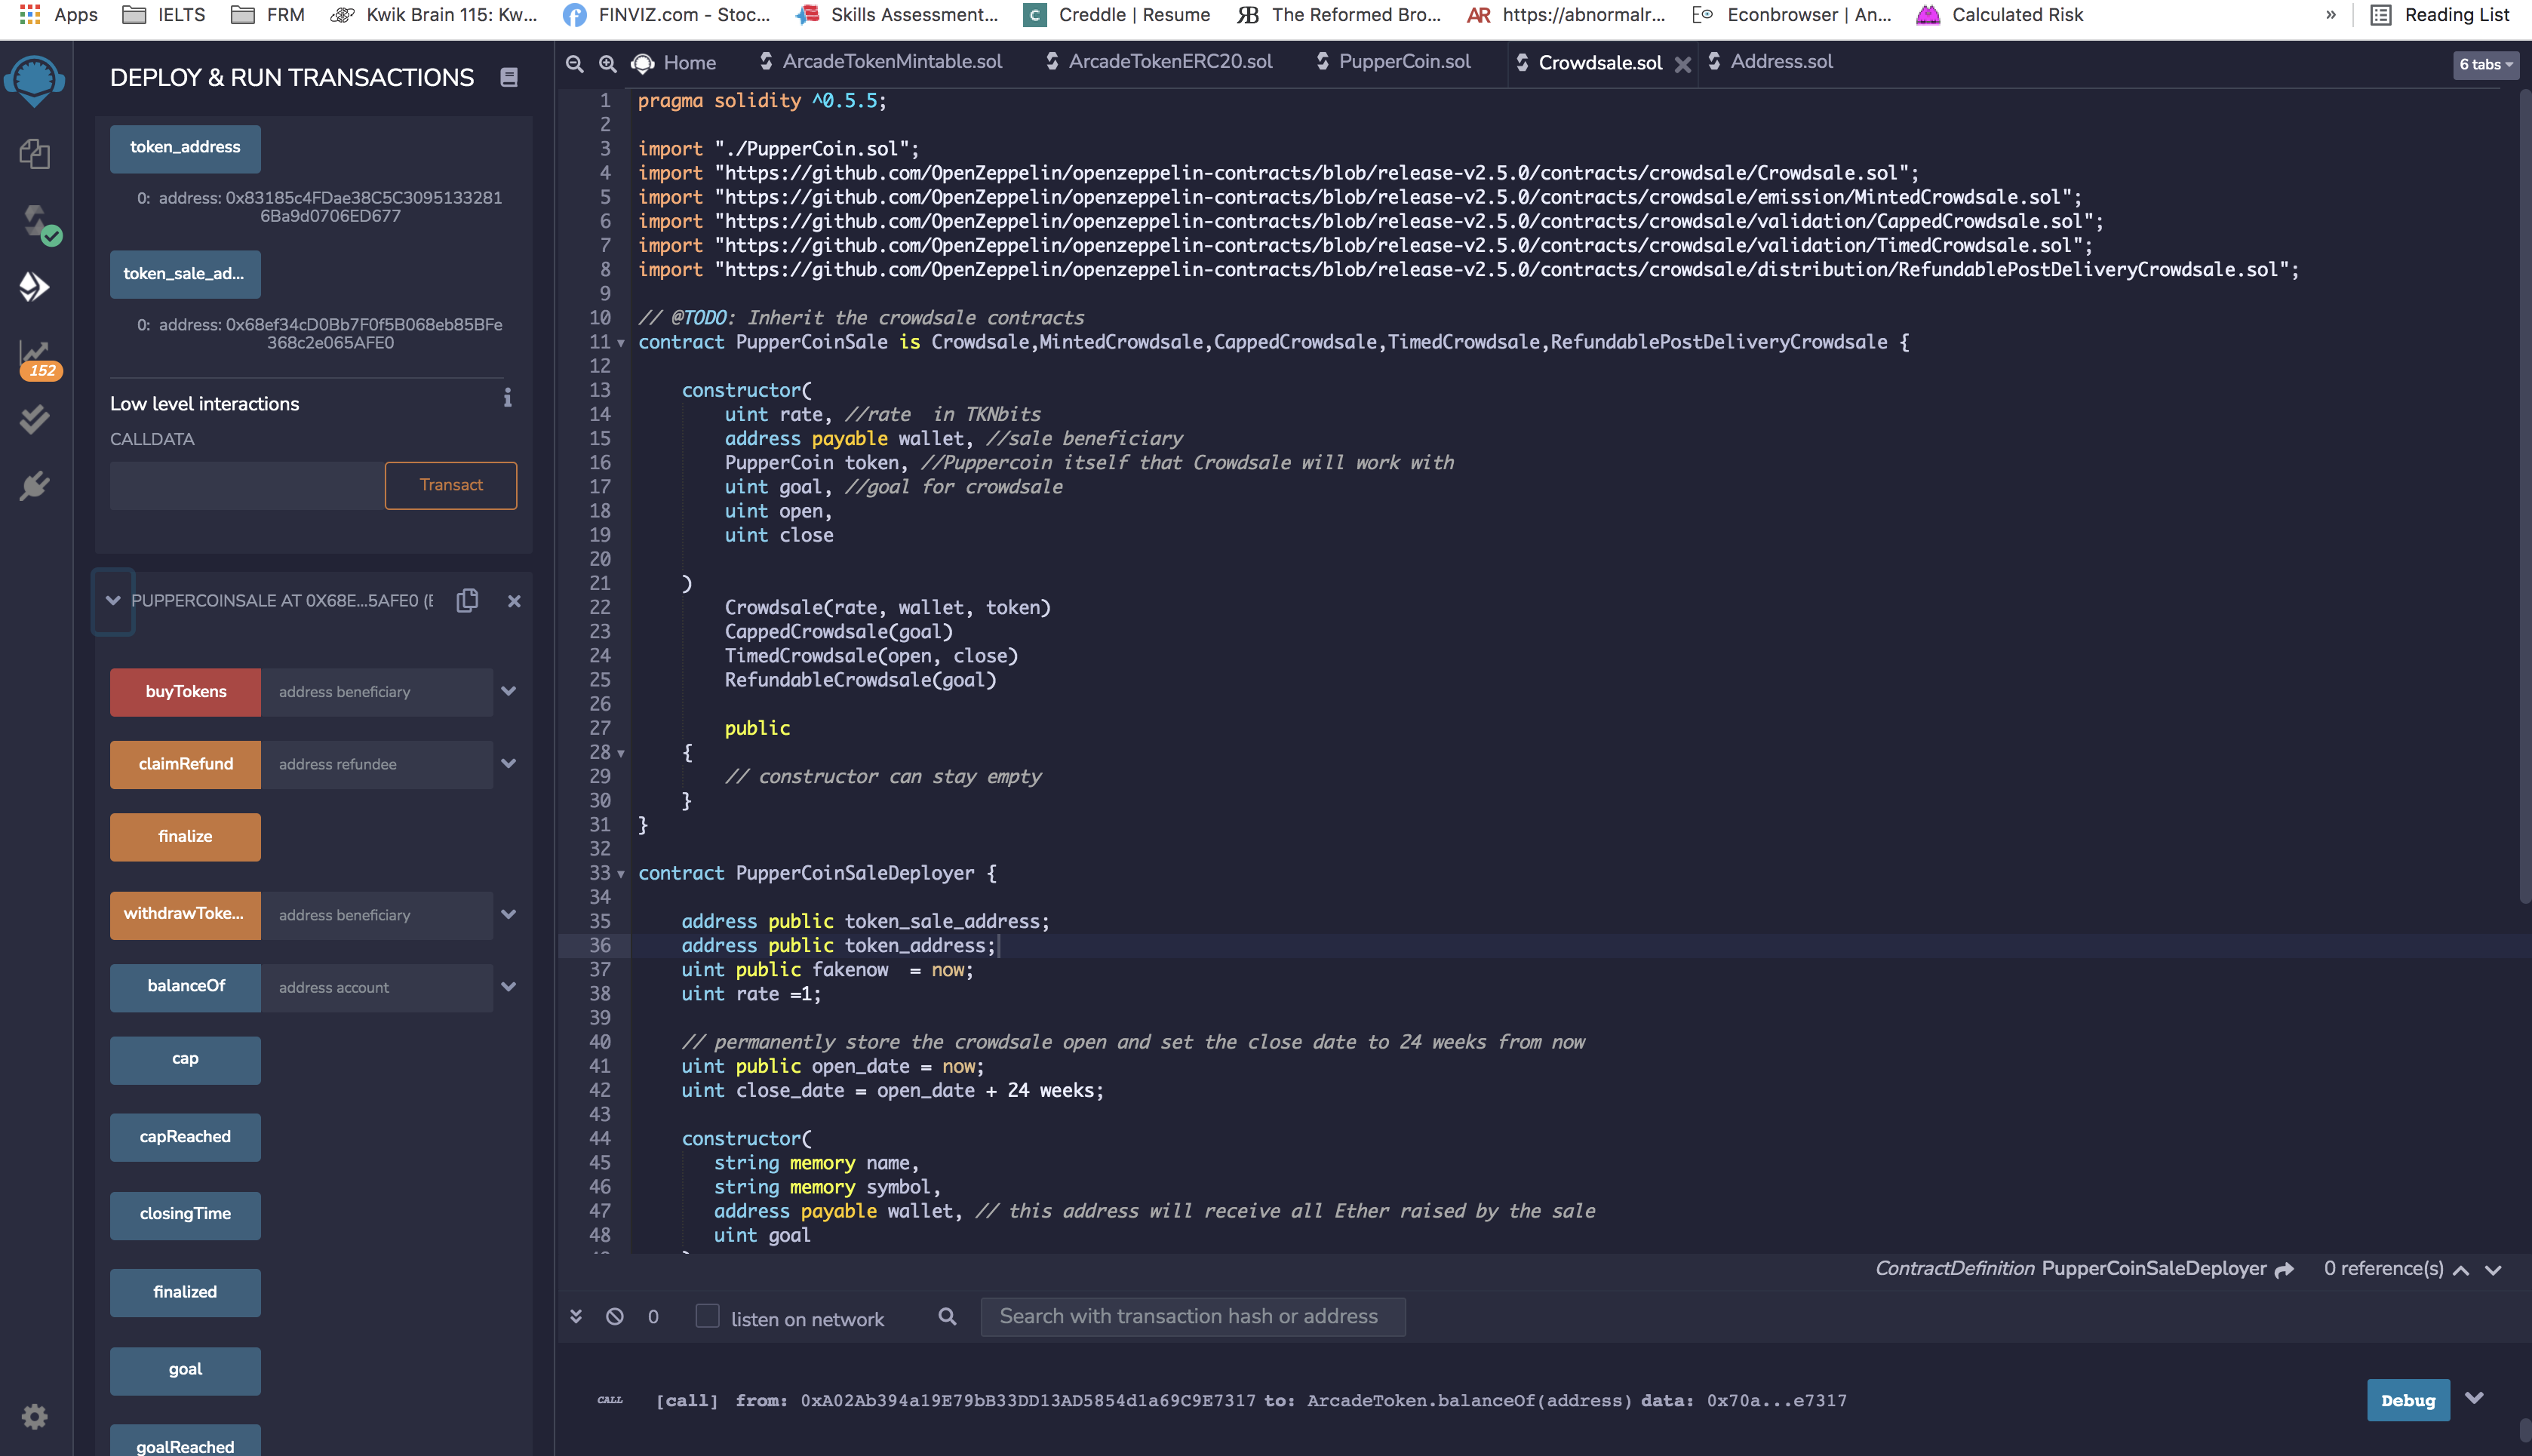 Apps IELTS FRM Kwik Brain 115: Kw... FINVIZ.com - Stoc... Skills Assessment... C Creddle | Resume The Reformed Bro... AR https://abnormalr... Econbrowser | An... Calculated Risk » Reading List
DEPLOY & RUN TRANSACTIONS
token_address
0: address: 0x83185c4FDae38C5C3095133281
6Ba9d0706ED677
token_sale_ad...
0: address: 0x68ef34cD0Bb7F0f5B068eb85BFe
368c2e065AFE0
Low level interactions
CALLDATA
Transact
PUPPERCOINSALE AT 0X68E...5AFE0 (
buyTokens address beneficiary
claimRefund address refundee
finalize
withdrawToke... address beneficiary
balanceOf address account
cap
capReached
closingTime
finalized
goal
goalReached
152
Home ArcadeTokenMintable.sol ArcadeTokenERC20.sol PupperCoin.sol Crowdsale.sol Address.sol 6 tabs
1 pragma solidity ^0.5.5;
2
3 import "./PupperCoin.sol";
4 import "https://github.com/OpenZeppelin/openzeppelin-contracts/blob/release-v2.5.0/contracts/crowdsale/Crowdsale.sol";
5 import "https://github.com/OpenZeppelin/openzeppelin-contracts/blob/release-v2.5.0/contracts/crowdsale/emission/MintedCrowdsale.sol";
6 import "https://github.com/OpenZeppelin/openzeppelin-contracts/blob/release-v2.5.0/contracts/crowdsale/validation/CappedCrowdsale.sol";
7 import "https://github.com/OpenZeppelin/openzeppelin-contracts/blob/release-v2.5.0/contracts/crowdsale/validation/TimedCrowdsale.sol";
8 import "https://github.com/OpenZeppelin/openzeppelin-contracts/blob/release-v2.5.0/contracts/crowdsale/distribution/RefundablePostDeliveryCrowdsale.sol";
9
10 // @TODO: Inherit the crowdsale contracts
11 contract PupperCoinSale is Crowdsale,MintedCrowdsale,CappedCrowdsale,TimedCrowdsale,RefundablePostDeliveryCrowdsale {
12
13 constructor(
14 uint rate, //rate in TKNbits
15 address payable wallet, //sale beneficiary
16 PupperCoin token, //Puppercoin itself that Crowdsale will work with
17 uint goal, //goal for crowdsale
18 uint open,
19 uint close
20
21 )
22 Crowdsale(rate, wallet, token)
23 CappedCrowdsale(goal)
24 TimedCrowdsale(open, close)
25 RefundableCrowdsale(goal)
26
27 public
28 {
29 // constructor can stay empty
30 }
31 }
32
33 contract PupperCoinSaleDeployer {
34
35 address public token_sale_address;
36 address public token_address;
37 uint public fakenow = now;
38 uint rate =1;
39
40 // permanently store the crowdsale open and set the close date to 24 weeks from now
41 uint public open_date = now;
42 uint close_date = open_date + 24 weeks;
43
44 constructor(
45 string memory name,
46 string memory symbol,
47 address payable wallet, // this address will receive all Ether raised by the sale
48 uint goal
ContractDefinition PupperCoinSaleDeployer 0 reference(s)
0 listen on network Search with transaction hash or address
CALL [call] from: 0xA02Ab394a19E79bB33DD13AD5854d1a69C9E7317 to: ArcadeToken.balanceOf(address) data: 0x70a...e7317 Debug